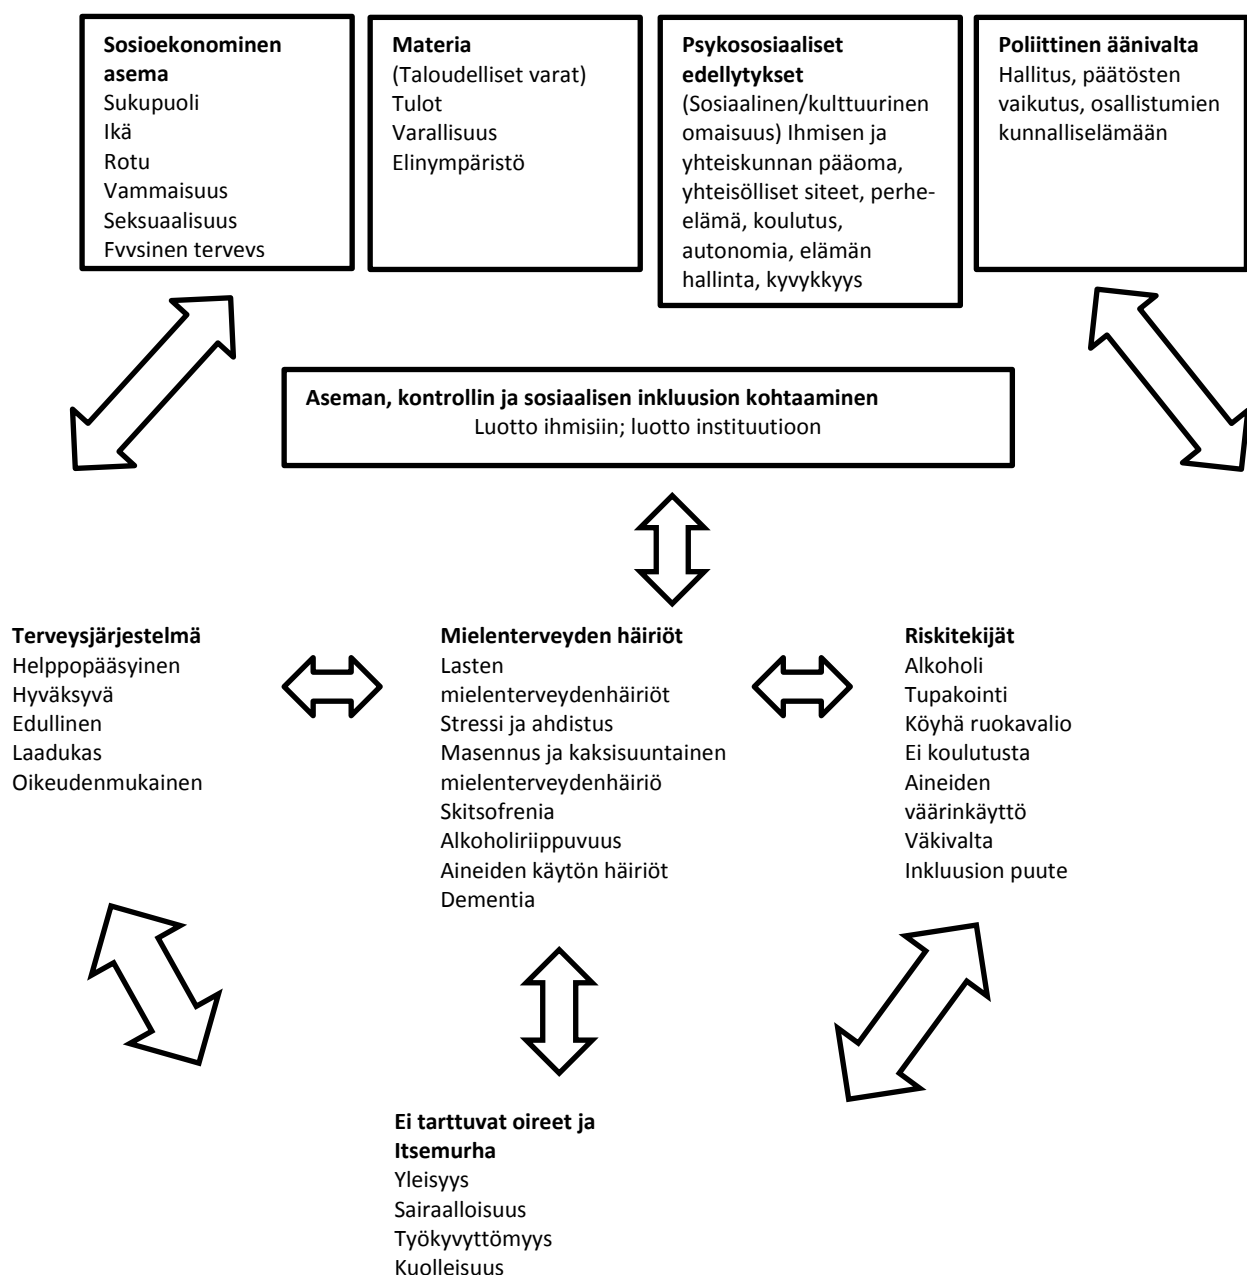 Sosioekonominen
asema
Sukupuoli
Ikä
Rotu
Vammaisuus
Seksuaalisuus
Fyysinen terveys
Materia
(Taloudelliset varat)
Tulot
Varallisuus
Elinympäristö
Psykososiaaliset
edellytykset
(Sosiaalinen/kulttuurinen
omaisuus) Ihmisen ja
yhteiskunnan pääoma,
yhteisölliset siteet, perhe-
elämä, koulutus,
autonomia, elämän
hallinta, kyvykkyys
Poliittinen äänivalta
Hallitus, päätösten
vaikutus, osallistumien
kunnalliselämään
Aseman, kontrollin ja sosiaalisen inkluusion kohtaaminen
Luotto ihmisiin; luotto instituutioon
Terveysjärjestelmä
Helppopääsyinen
Hyväksyvä
Edullinen
Laadukas
Oikeudenmukainen
Mielenterveyden häiriöt
Lasten
mielenterveydenhäiriöt
Stressi ja ahdistus
Masennus ja kaksisuuntainen
mielenterveydenhäiriö
Skitsofrenia
Alkoholiriippuvuus
Aineiden käytön häiriöt
Dementia
Riskitekijät
Alkoholi
Tupakointi
Köyhä ruokavalio
Ei koulutusta
Aineiden
väärinkäyttö
Väkivalta
Inkluusion puute
Ei tarttuvat oireet ja
Itsemurha
Yleisyys
Sairaalloisuus
Työkyvyttömyys
Kuolleisuus